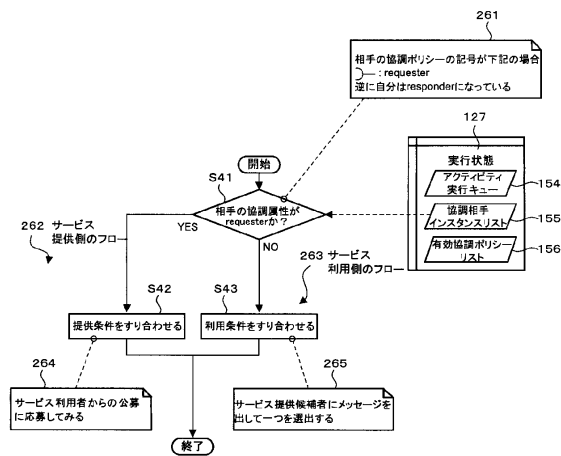 261
相手の協調ポリシーの記号が下記の場合
: requester
逆に自分はresponderになっている
127
実行状態
アクティビティ
実行キュー
154
協調相手
インスタンスリスト
155
有効協調ポリシー
リスト
156
開始
S41
相手の協調属性が
requesterか?
YES
NO
262
サービス
提供側のフロー
263
サービス
利用側のフロー
S42
提供条件をすり合わせる
S43
利用条件をすり合わせる
264
サービス利用者からの公募
に応募してみる
265
サービス提供候補者にメッセージを
出して一つを選出する
終了